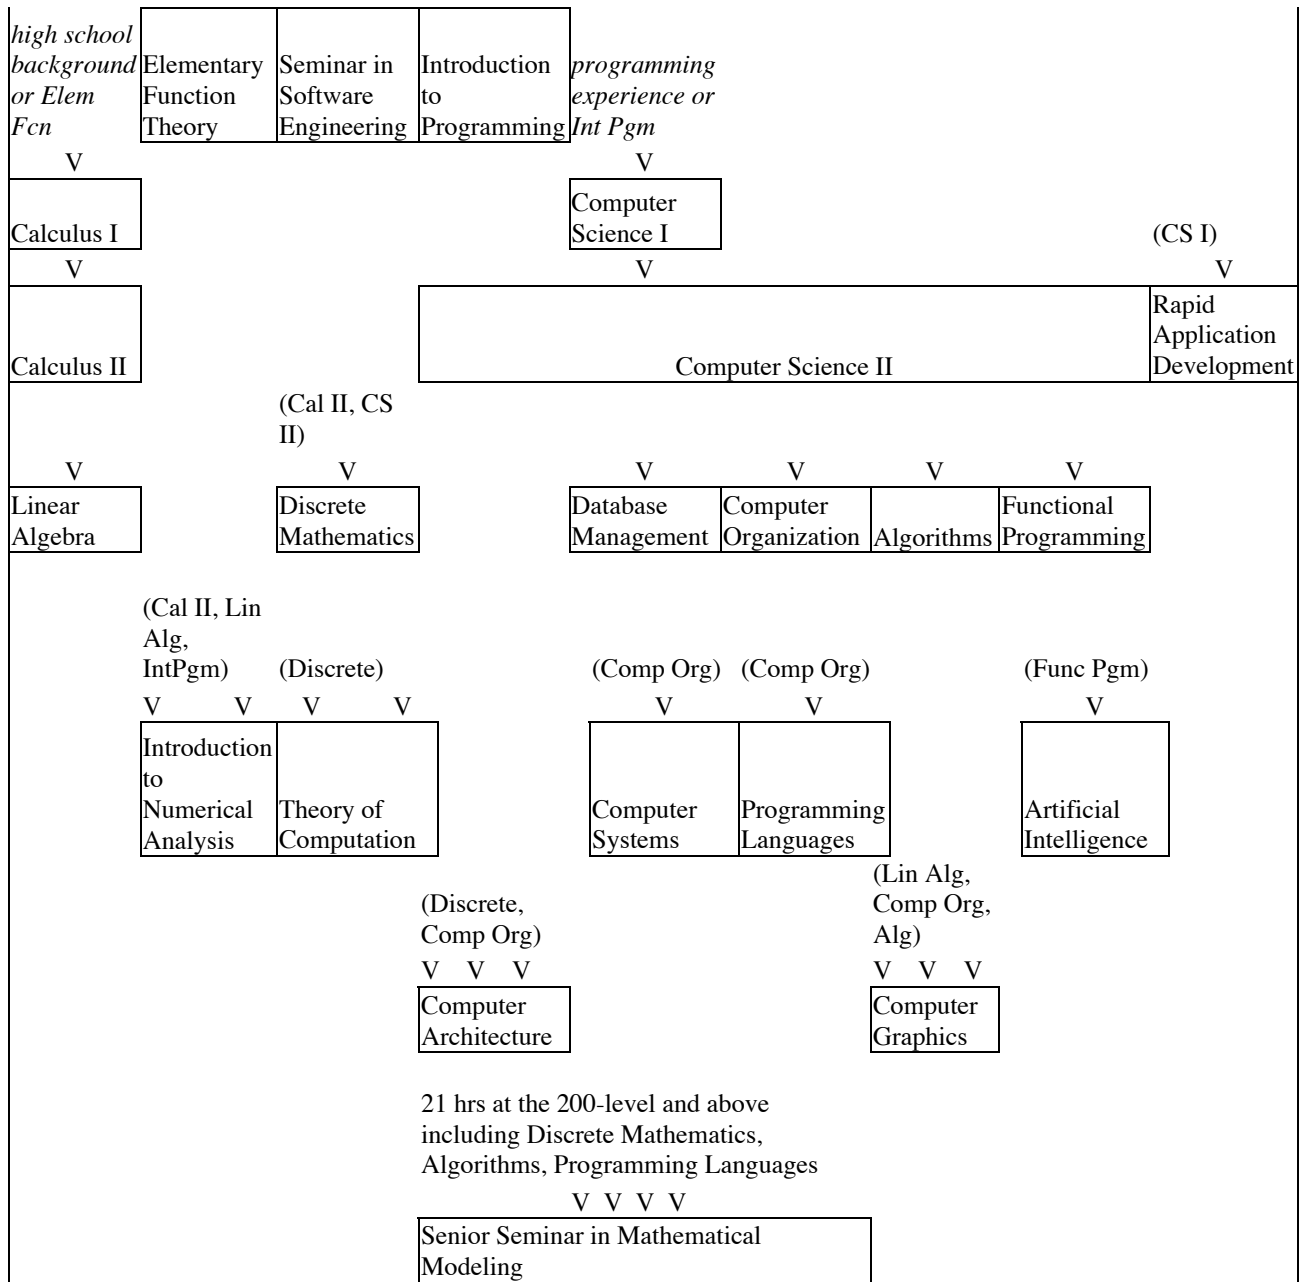 high school
background
or Elem
Fcn
Elementary
Function
Theory
Seminar in
Software
Engineering
Introduction
to
Programming
programming
experience or
Int Pgm
V V
Calculus I
Computer
Science I
(CS I)
V V V
Calculus II
Computer Science II
Rapid
Application
Development
(Cal II, CS
II)
V V V V V V
Linear
Algebra
Discrete
Mathematics
Database
Management
Computer
Organization
Algorithms
Functional
Programming
(Cal II, Lin
Alg,
IntPgm)
(Discrete)
(Comp Org)
(Comp Org)
(Func Pgm)
V V V V V V V
Introduction
to
Numerical
Analysis
Theory of
Computation
Computer
Systems
Programming
Languages
Artificial
Intelligence
(Discrete,
Comp Org)
(Lin Alg,
Comp Org,
Alg)
V V V V V V
Computer
Architecture
Computer
Graphics
21 hrs at the 200-level and above
including Discrete Mathematics,
Algorithms, Programming Languages
V V V V
Senior Seminar in Mathematical
Modeling